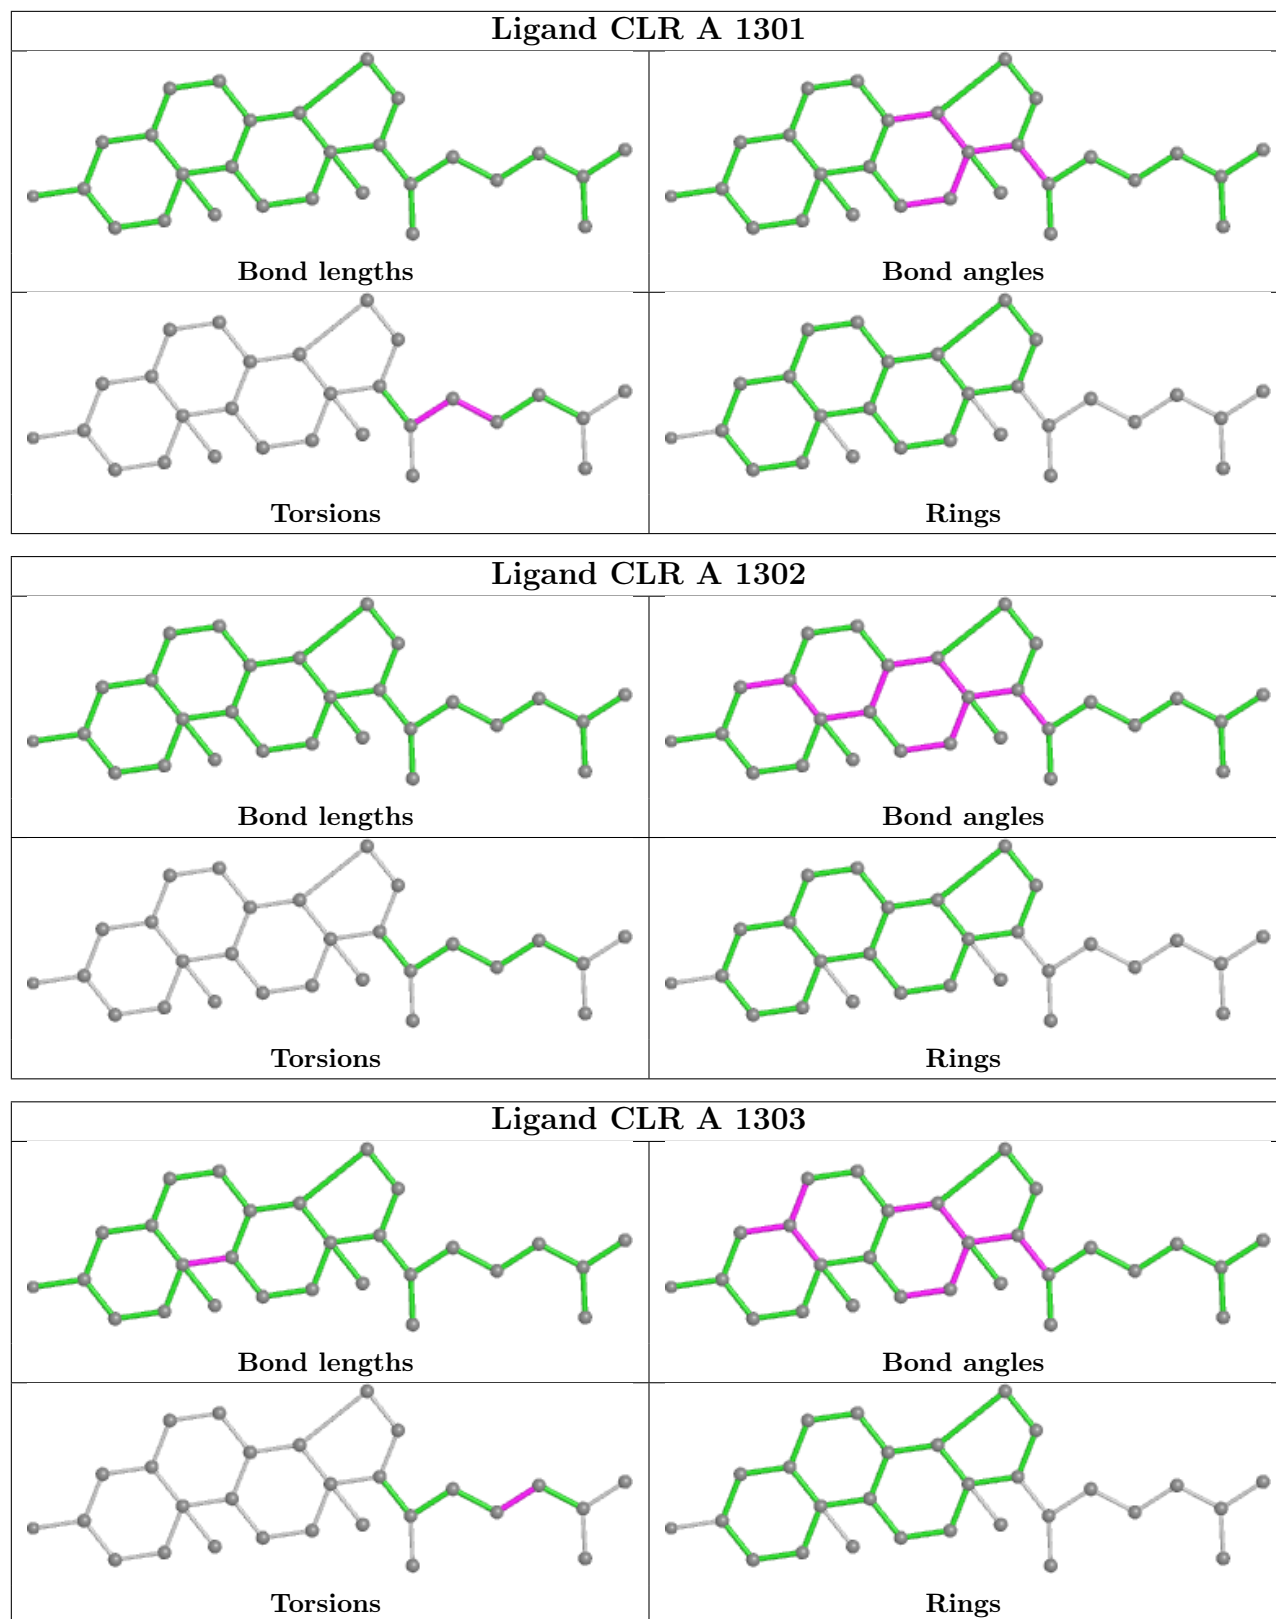 Ligand CLR A 1301
Bond lengths
Bond angles
Torsions
Rings
Ligand CLR A 1302
Bond lengths
Bond angles
Torsions
Rings
Ligand CLR A 1303
Bond lengths
Bond angles
Torsions
Rings